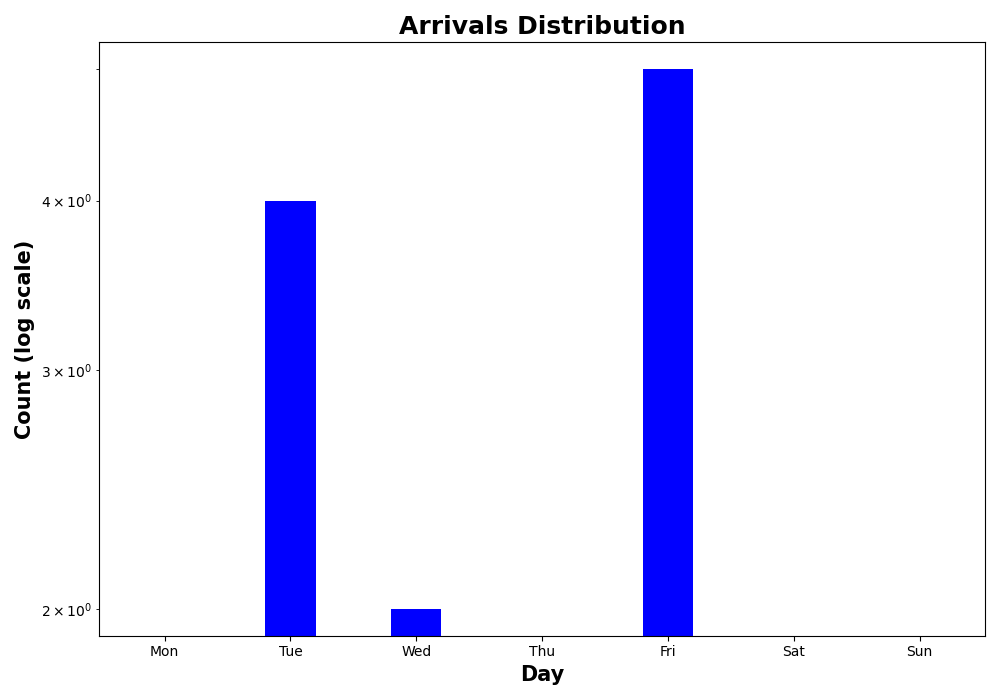 Arrivals Distribution
Count (log scale)
4 × 10⁰
3 × 10⁰
2 × 10⁰
Mon Tue Wed Thu Fri Sat Sun
Day